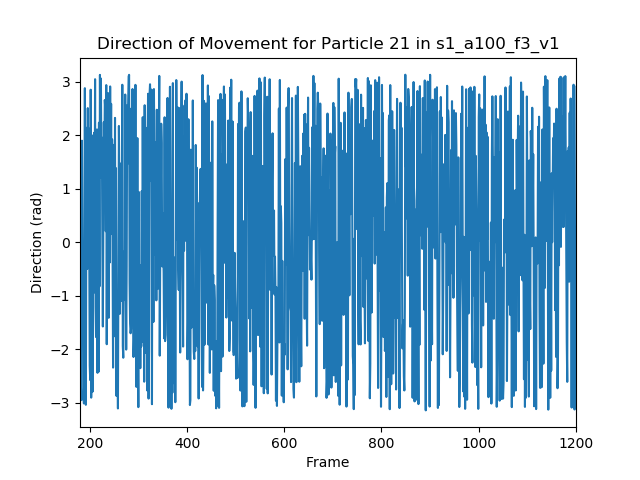 Direction of Movement for Particle 21 in s1_a100_f3_v1
3
2
1
0
−1
−2
−3
Direction (rad)
200 400 600 800 1000 1200
Frame